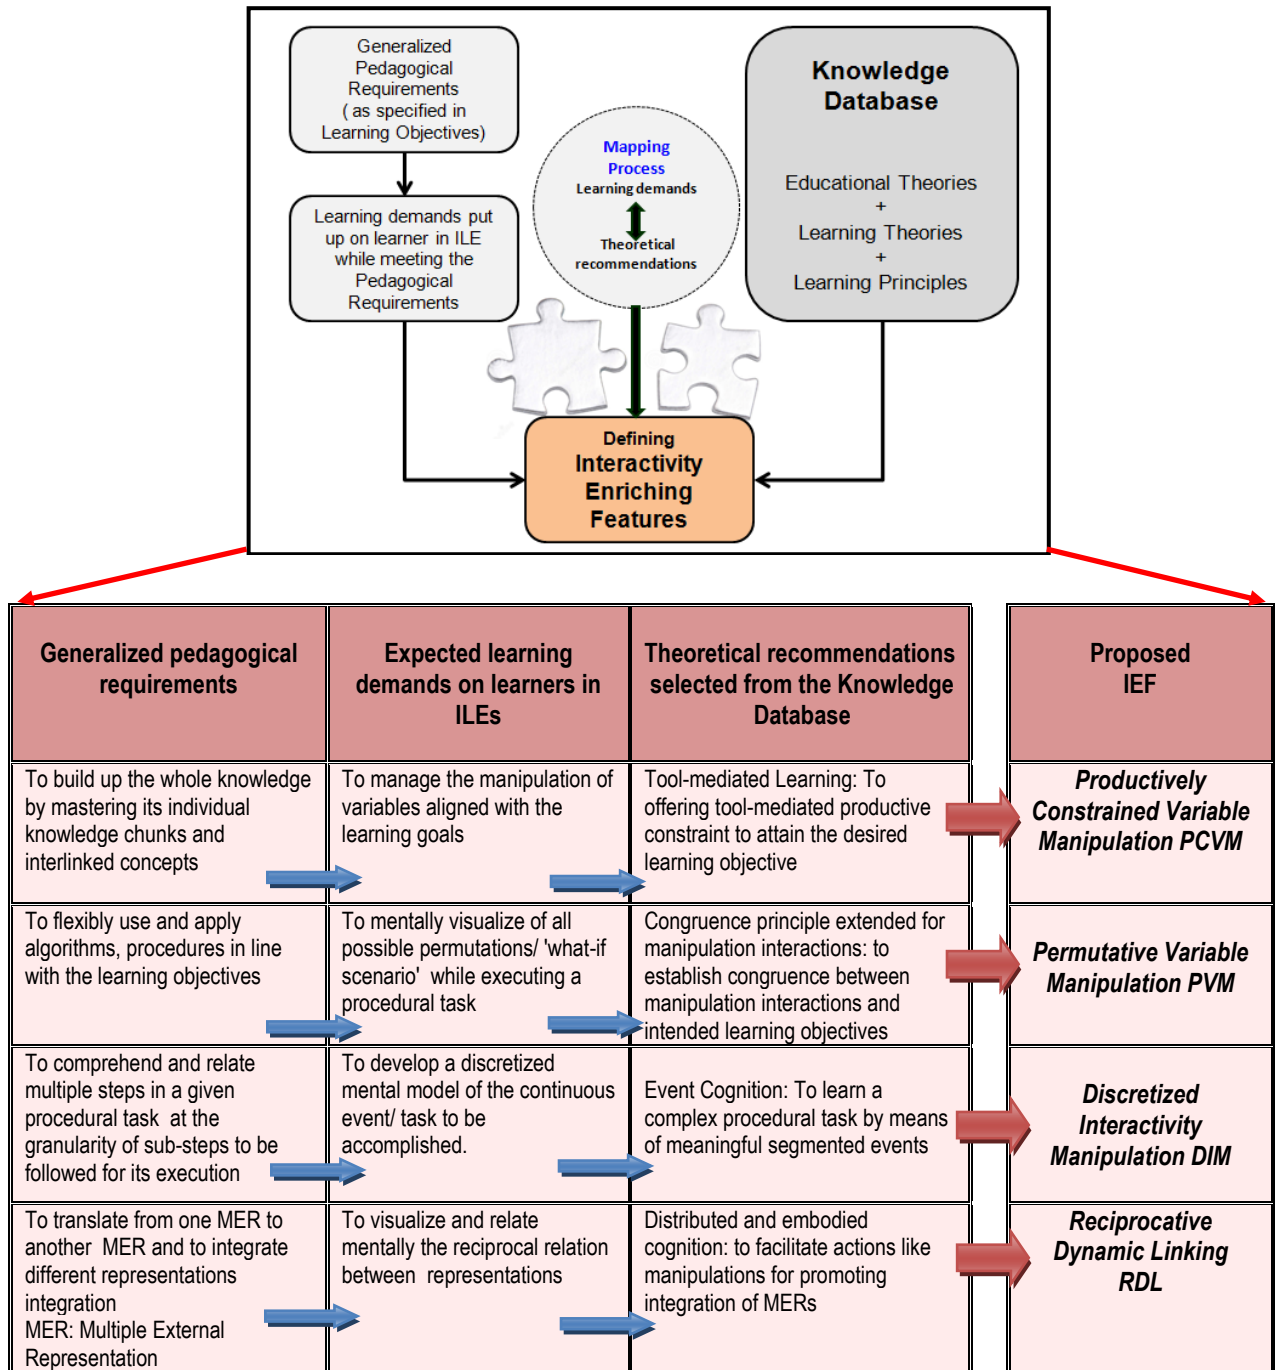 Generalized
Pedagogical
Requirements
( as specified in
Learning Objectives)
Learning demands put
up on learner in ILE
while meeting the
Pedagogical
Requirements
Mapping
Process
Learning demands
Theoretical
recommendations
Knowledge
Database
Educational Theories
+
Learning Theories
+
Learning Principles
Defining
Interactivity
Enriching
Features
Generalized pedagogical
requirements
Expected learning
demands on learners in
ILEs
Theoretical recommendations
selected from the Knowledge
Database
Proposed
IEF
To build up the whole knowledge
by mastering its individual
knowledge chunks and
interlinked concepts
To manage the manipulation of
variables aligned with the
learning goals
Tool-mediated Learning: To
offering tool-mediated productive
constraint to attain the desired
learning objective
Productively
Constrained Variable
Manipulation PCVM
To flexibly use and apply
algorithms, procedures in line
with the learning objectives
To mentally visualize of all
possible permutations/ 'what-if
scenario' while executing a
procedural task
Congruence principle extended for
manipulation interactions: to
establish congruence between
manipulation interactions and
intended learning objectives
Permutative Variable
Manipulation PVM
To comprehend and relate
multiple steps in a given
procedural task at the
granularity of sub-steps to be
followed for its execution
To develop a discretized
mental model of the continuous
event/ task to be
accomplished.
Event Cognition: To learn a
complex procedural task by means
of meaningful segmented events
Discretized
Interactivity
Manipulation DIM
To translate from one MER to
another MER and to integrate
different representations
integration
MER: Multiple External
Representation
To visualize and relate
mentally the reciprocal relation
between representations
Distributed and embodied
cognition: to facilitate actions like
manipulations for promoting
integration of MERs
Reciprocative
Dynamic Linking
RDL